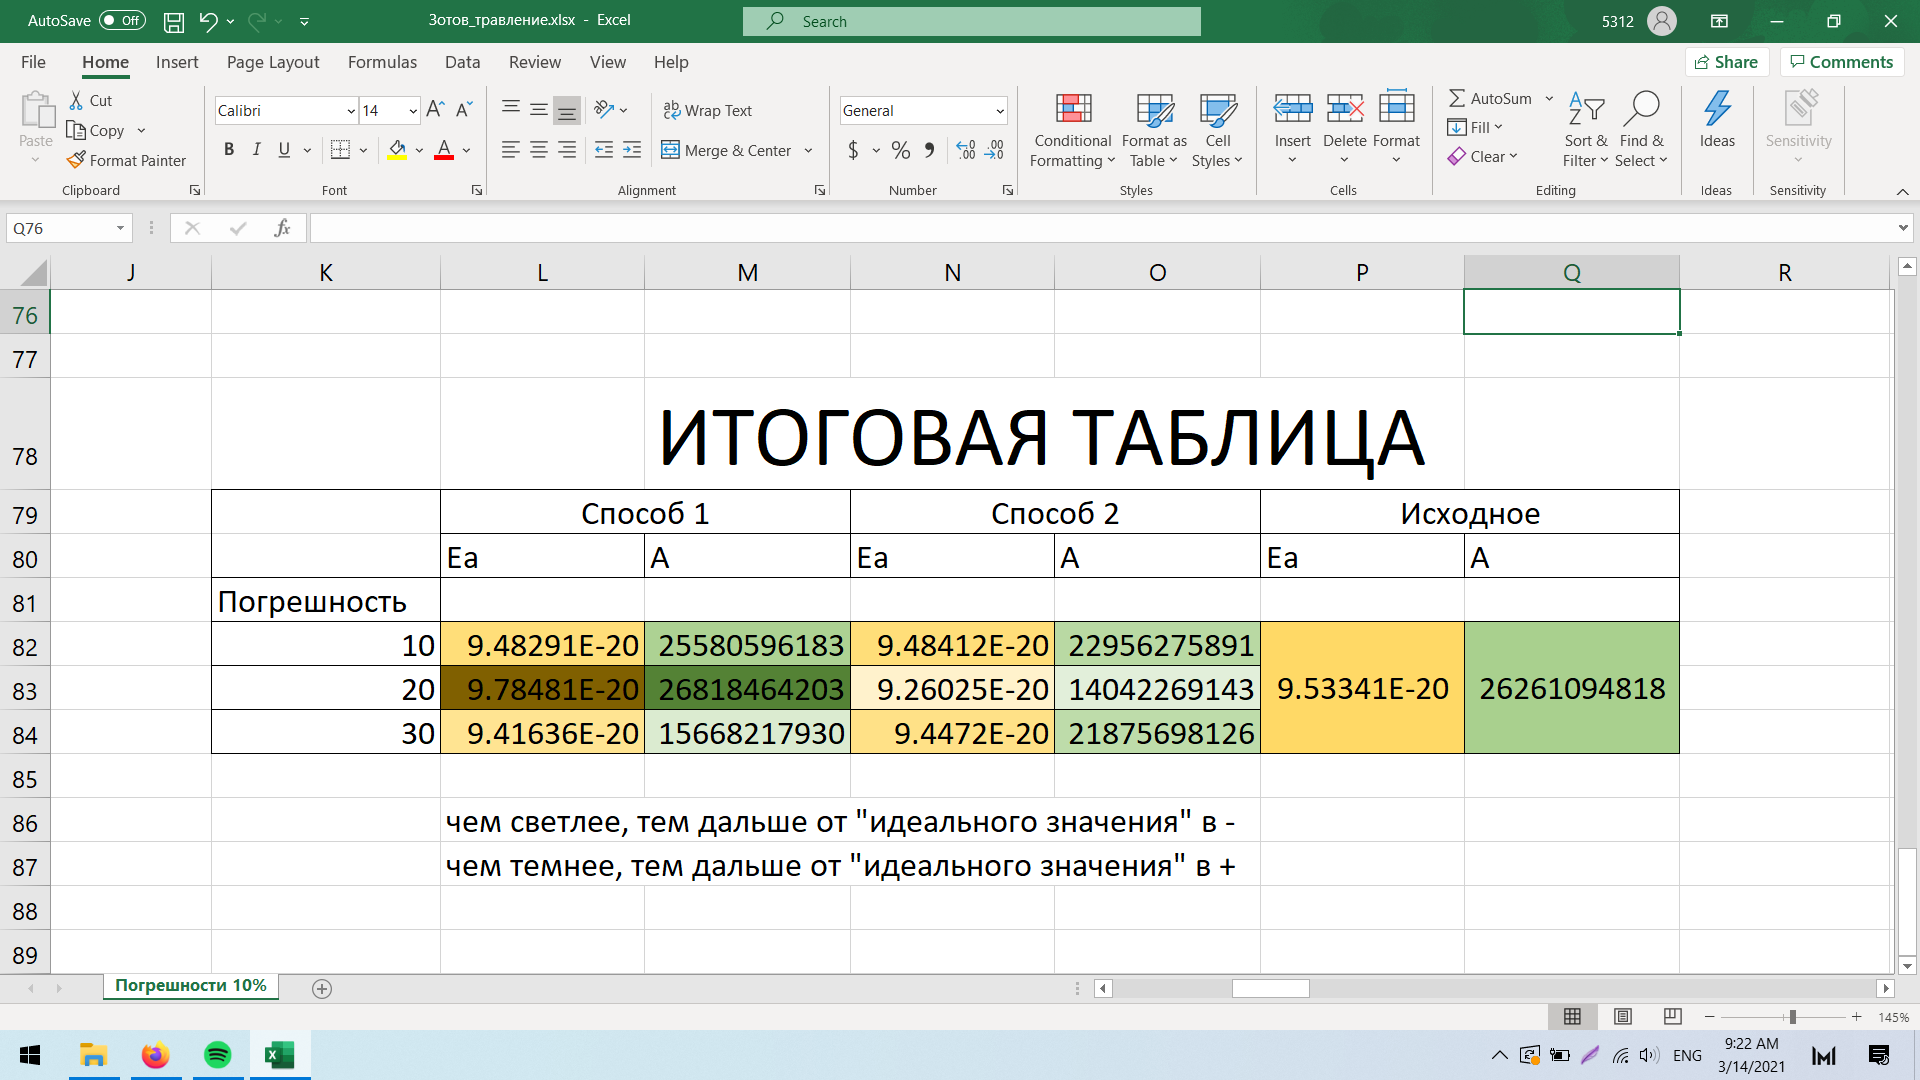 AutoSave Off Зотов_травление.xlsx - Excel Search 5312
File Home Insert Page Layout Formulas Data Review View Help Share Comments
Paste Cut Copy Format Painter Clipboard
Calibri 14 B I U A Font
Wrap Text Merge & Center Alignment
General $ % Number
Conditional Formatting Format as Table Cell Styles Styles
Insert Delete Format Cells
AutoSum Fill Clear Sort & Filter Find & Select Editing
Ideas Ideas
Sensitivity Sensitivity
Q76 fx
J K L M N O P Q R
76
77
78 ИТОГОВАЯ ТАБЛИЦА
79 Способ 1 Способ 2 Исходное
80 Ea A Ea A Ea A
81 Погрешность
82 10 9.48291E-20 25580596183 9.48412E-20 22956275891
83 20 9.78481E-20 26818464203 9.26025E-20 14042269143 9.53341E-20 26261094818
84 30 9.41636E-20 15668217930 9.4472E-20 21875698126
85
86 чем светлее, тем дальше от "идеального значения" в -
87 чем темнее, тем дальше от "идеального значения" в +
88
89
Погрешности 10%
145%
ENG 9:22 AM
3/14/2021